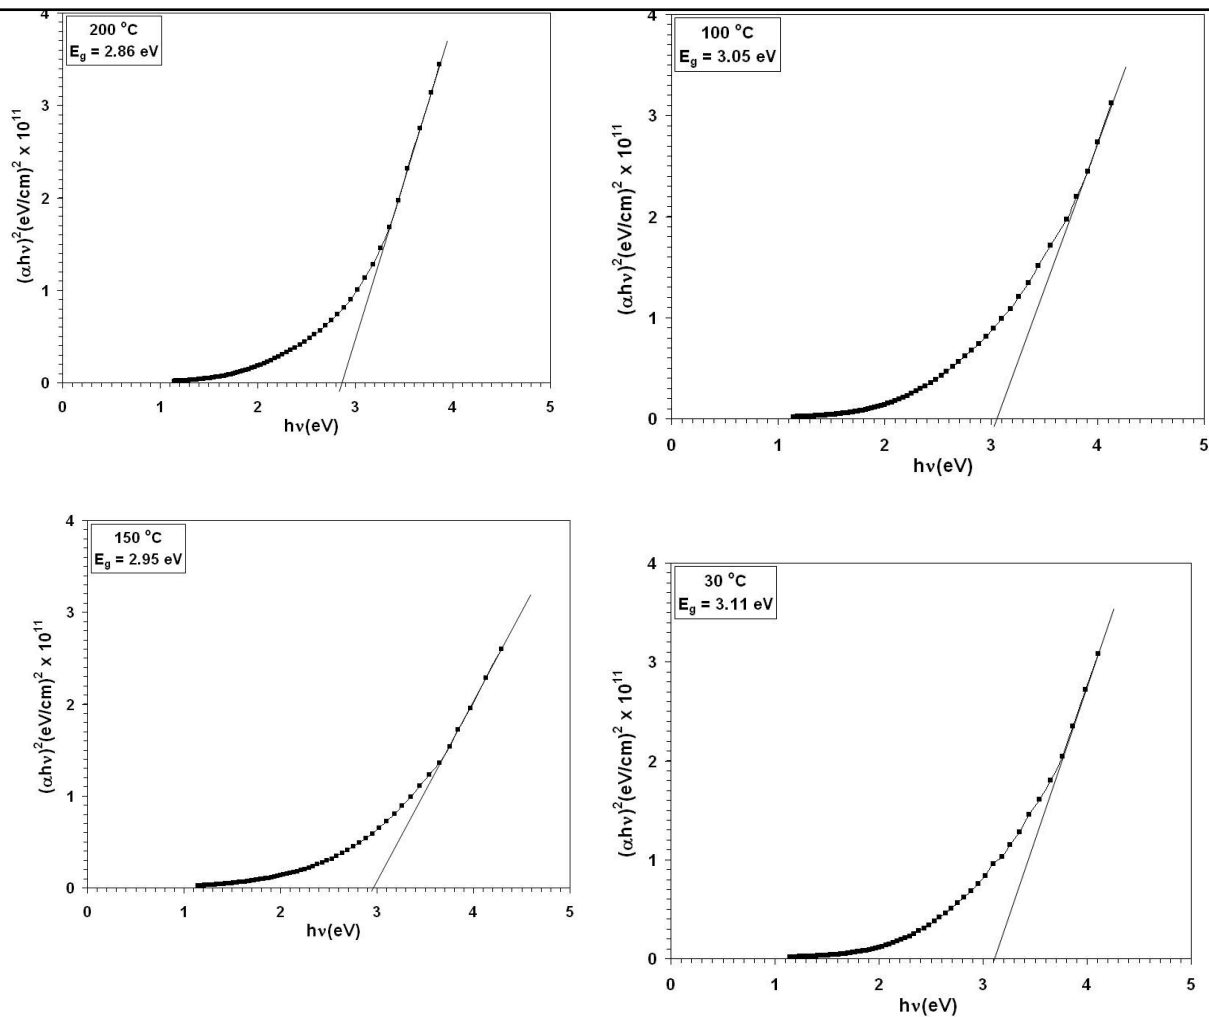 200 °C
E_g = 2.86 eV
(αhν)² (eV/cm)² x 10¹¹
4
3
2
1
0
0 1 2 3 4 5
hν(eV)
100 °C
E_g = 3.05 eV
(αhν)² (eV/cm)² x 10¹¹
4
3
2
1
0
0 1 2 3 4 5
hν(eV)
150 °C
E_g = 2.95 eV
(αhν)² (eV/cm)² x 10¹¹
4
3
2
1
0
0 1 2 3 4 5
hν(eV)
30 °C
E_g = 3.11 eV
(αhν)² (eV/cm)² x 10¹¹
4
3
2
1
0
0 1 2 3 4 5
hν(eV)